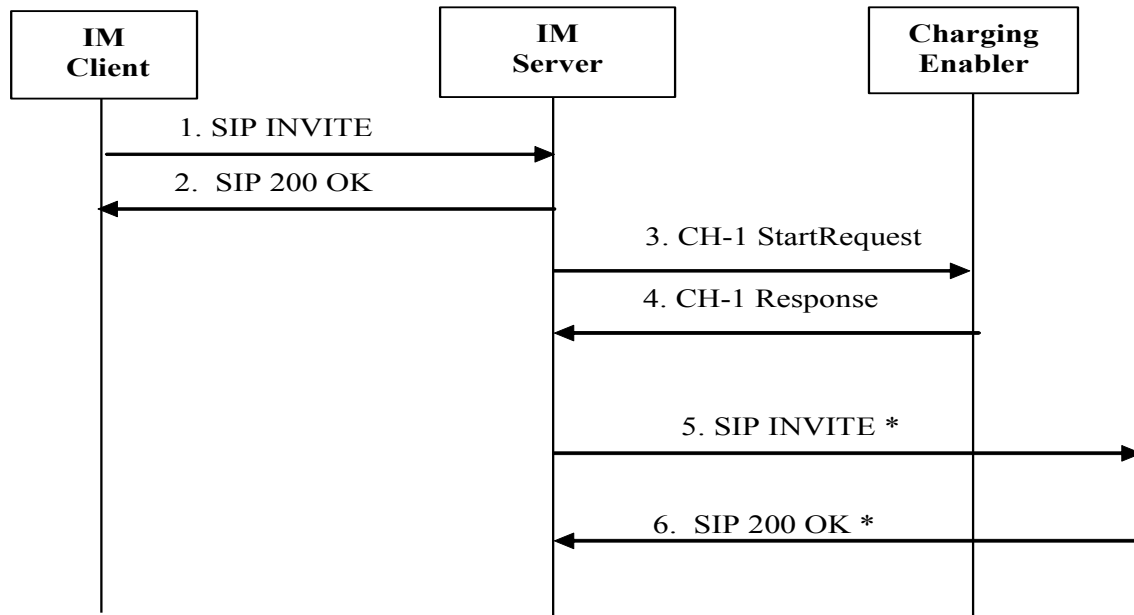 IM
Client
IM
Server
Charging
Enabler
1. SIP INVITE
2. SIP 200 OK
3. CH-1 StartRequest
4. CH-1 Response
5. SIP INVITE *
6. SIP 200 OK *